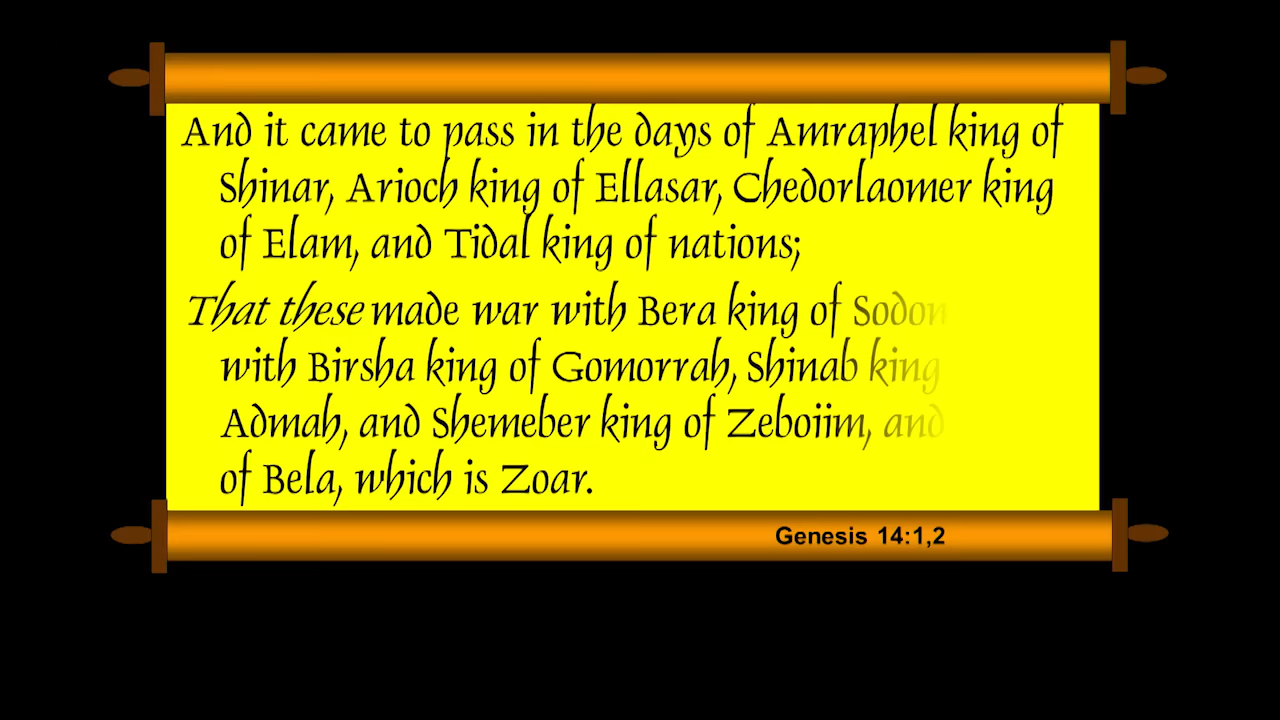 And it came to pass in the days of Amraphel king of
Shinar, Arioch king of Ellasar, Chedorlaomer king
of Elam, and Tidal king of nations;
That these made war with Bera king of
with Birsha king of Gomorrah, Shinab king
Admah, and Shemeber king of Zeboiim, and
of Bela, which is Zoar.
Genesis 14:1,2